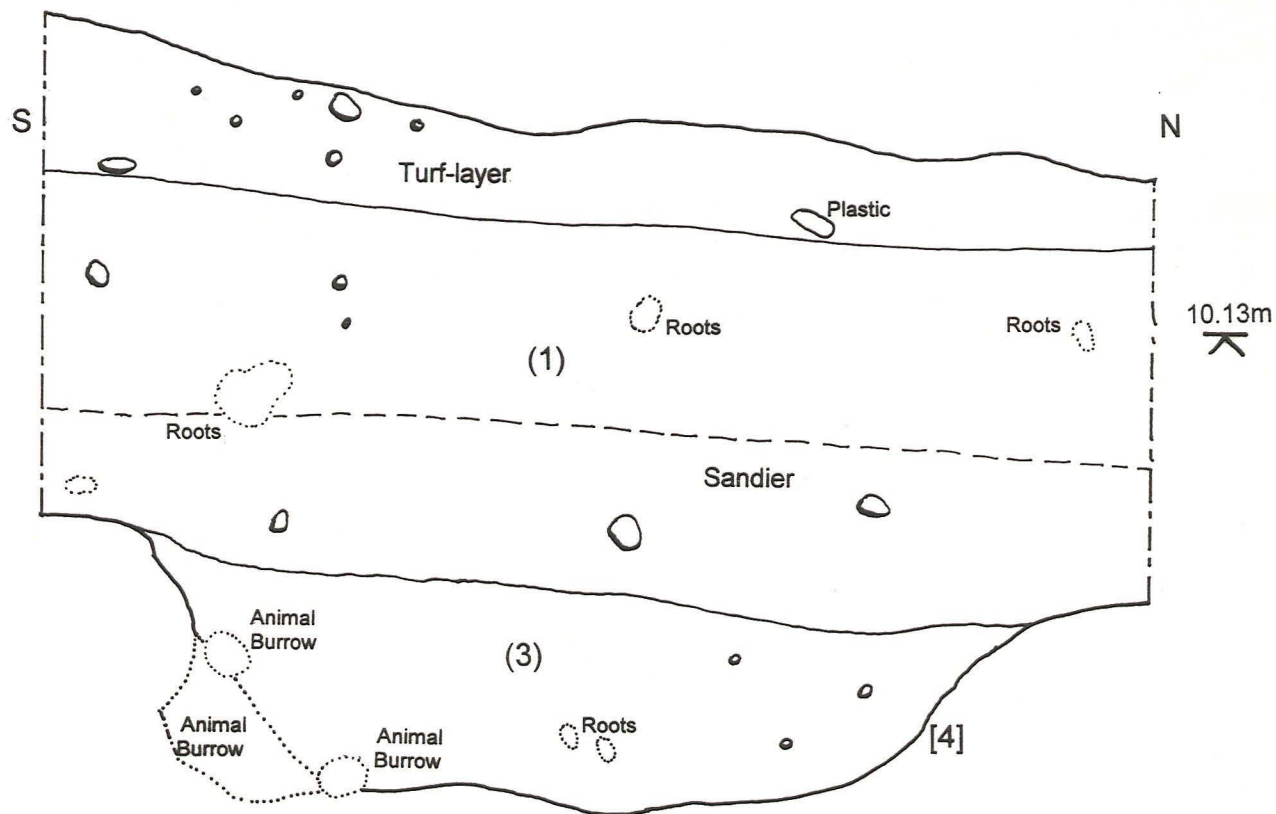 S
N
Turf-layer
Plastic
10.13m
Roots
Roots
(1)
Roots
Sandier
Animal
Burrow
(3)
Animal
Burrow
Animal
Burrow
Roots
[4]